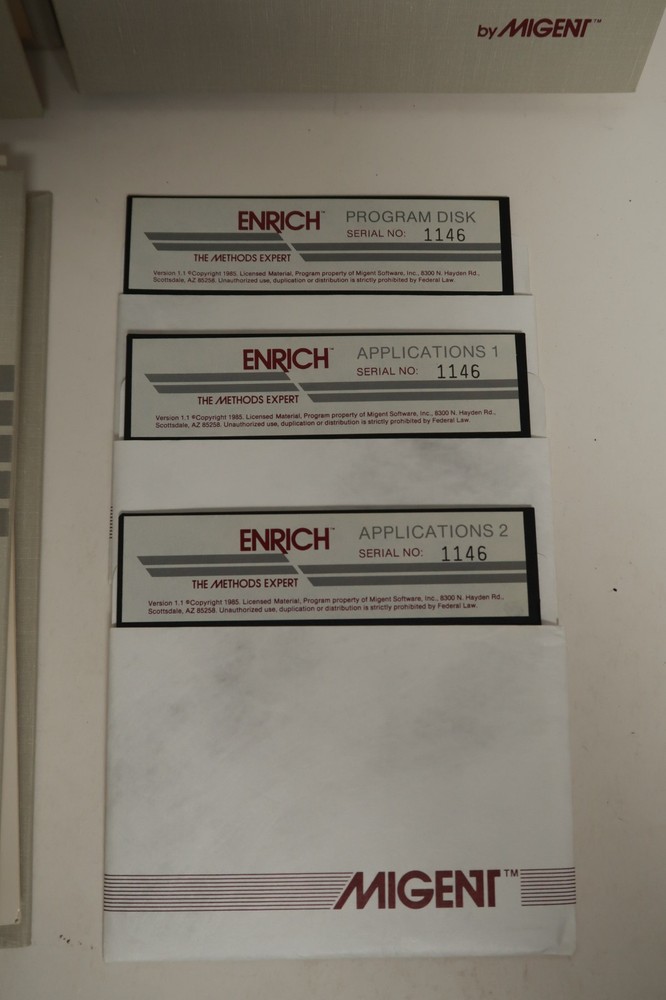 by MIGENT™
ENRICH™ PROGRAM DISK
SERIAL NO: 1146
THE METHODS EXPERT
Version 1.1 ©Copyright 1985. Licensed Material, Program property of Migent Software, Inc., 8300 N. Hayden Rd.,
Scottsdale, AZ 85258. Unauthorized use, duplication or distribution is strictly prohibited by Federal Law.
ENRICH™ APPLICATIONS 1
SERIAL NO: 1146
THE METHODS EXPERT
Version 1.1 ©Copyright 1985. Licensed Material, Program property of Migent Software, Inc., 8300 N. Hayden Rd.,
Scottsdale, AZ 85258. Unauthorized use, duplication or distribution is strictly prohibited by Federal Law.
ENRICH™ APPLICATIONS 2
SERIAL NO: 1146
THE METHODS EXPERT
Version 1.1 ©Copyright 1985. Licensed Material, Program property of Migent Software, Inc., 8300 N. Hayden Rd.,
Scottsdale, AZ 85258. Unauthorized use, duplication or distribution is strictly prohibited by Federal Law.
MIGENT™